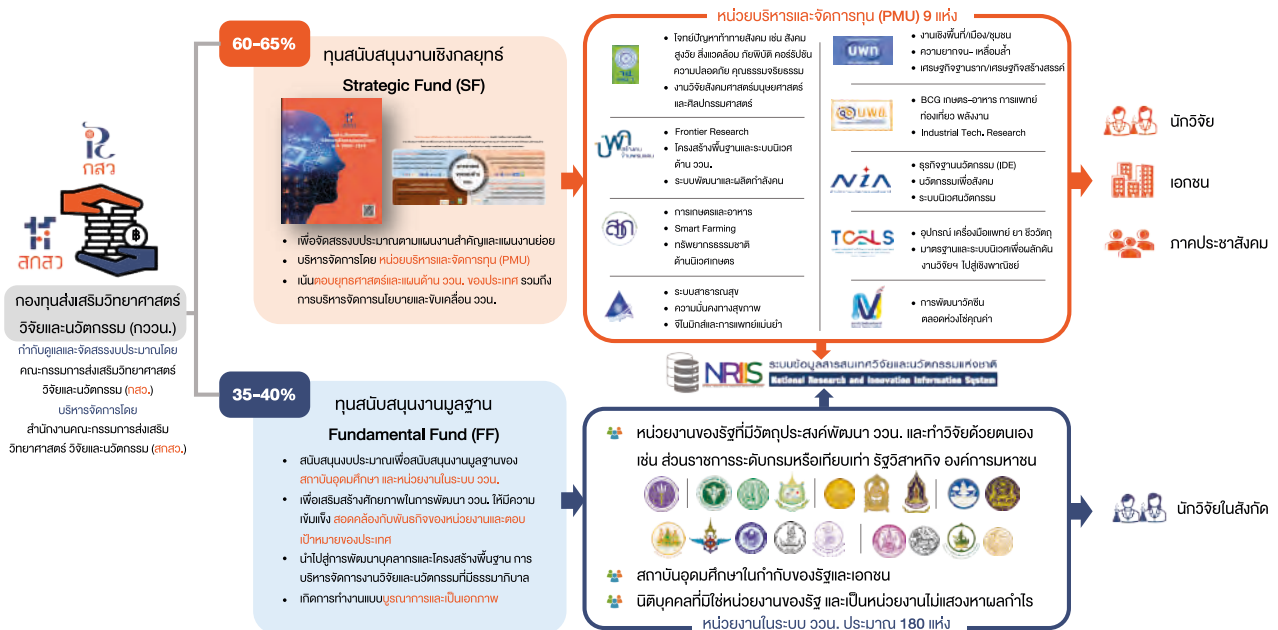 กสว
สกสว
กองทุนส่งเสริมวิทยาศาสตร์
วิจัยและนวัตกรรม (กววน.)
กำกับดูแลและจัดสรรงบประมาณโดย
คณะกรรมการส่งเสริมวิทยาศาสตร์
วิจัยและนวัตกรรม (กสว.)
บริหารจัดการโดย
สำนักงานคณะกรรมการส่งเสริม
วิทยาศาสตร์ วิจัยและนวัตกรรม (สกสว.)
60-65%
ทุนสนับสนุนงานเชิงกลยุทธ์
Strategic Fund (SF)
• เพื่อจัดสรรงบประมาณตามแผนงานสำคัญและแผนงานย่อย
• บริหารจัดการโดย หน่วยบริหารและจัดการทุน (PMU)
• เน้นตอบยุทธศาสตร์และแผนด้าน ววน. ของประเทศ รวมถึง
การบริหารจัดการนโยบายและขับเคลื่อน ววน.
หน่วยบริหารและจัดการทุน (PMU) 9 แห่ง
วช.
• โจทย์ปัญหาท้าทายสังคม เช่น สังคม
สูงวัย สิ่งแวดล้อม ภัยพิบัติ คอร์รัปชัน
ความปลอดภัย คุณธรรมจริยธรรม
• งานวิจัยสังคมศาสตร์มนุษยศาสตร์
และศิลปกรรมศาสตร์
• Frontier Research
• โครงสร้างพื้นฐานและระบบนิเวศ
ด้าน ววน.
• ระบบพัฒนาและผลิตกำลังคน
สวก
• การเกษตรและอาหาร
• Smart Farming
• ทรัพยากรธรรมชาติ
ด้านนิเวศเกษตร
• ระบบสาธารณสุข
• ความมั่นคงทางสุขภาพ
• จีโนมิกส์และการแพทย์แม่นยำ
บพท
• งานเชิงพื้นที่/เมือง/ชุมชน
• ความยากจน- เหลื่อมล้ำ
• เศรษฐกิจฐานราก/เศรษฐกิจสร้างสรรค์
บพข.
• BCG เกษตร-อาหาร การแพทย์
ท่องเที่ยว พลังงาน
• Industrial Tech. Research
NIA
• ธุรกิจฐานนวัตกรรม (IDE)
• นวัตกรรมเพื่อสังคม
• ระบบนิเวศนวัตกรรม
TCELS
• อุปกรณ์ เครื่องมือแพทย์ ยา ชีววัตถุ
• มาตรฐานและระบบนิเวศเพื่อผลักดัน
งานวิจัยฯ ไปสู่เชิงพาณิชย์
• การพัฒนาวัคซีน
ตลอดห่วงโซ่คุณค่า
นักวิจัย
เอกชน
ภาคประชาสังคม
NRIIS
ระบบข้อมูลสารสนเทศวิจัยและนวัตกรรมแห่งชาติ
National Research and Innovation Information System
35-40%
ทุนสนับสนุนงานมูลฐาน
Fundamental Fund (FF)
• สนับสนุนงบประมาณเพื่อสนับสนุนงานมูลฐานของ
สถาบันอุดมศึกษา และหน่วยงานในระบบ ววน.
• เพื่อเสริมสร้างศักยภาพในการพัฒนา ววน. ให้มีความ
เข้มแข็ง สอดคล้องกับพันธกิจของหน่วยงานและตอบ
เป้าหมายของประเทศ
• นำไปสู่การพัฒนาบุคลากรและโครงสร้างพื้นฐาน การ
บริหารจัดการงานวิจัยและนวัตกรรมที่มีธรรมาภิบาล
• เกิดการทำงานแบบบูรณาการและเป็นเอกภาพ
หน่วยงานของรัฐที่มีวัตถุประสงค์พัฒนา ววน. และทำวิจัยด้วยตนเอง
เช่น ส่วนราชการระดับกรมหรือเทียบเท่า รัฐวิสาหกิจ องค์การมหาชน
สถาบันอุดมศึกษาในกำกับของรัฐและเอกชน
นิติบุคคลที่มิใช่หน่วยงานของรัฐ และเป็นหน่วยงานไม่แสวงหาผลกำไร
หน่วยงานในระบบ ววน. ประมาณ 180 แห่ง
นักวิจัยในสังกัด